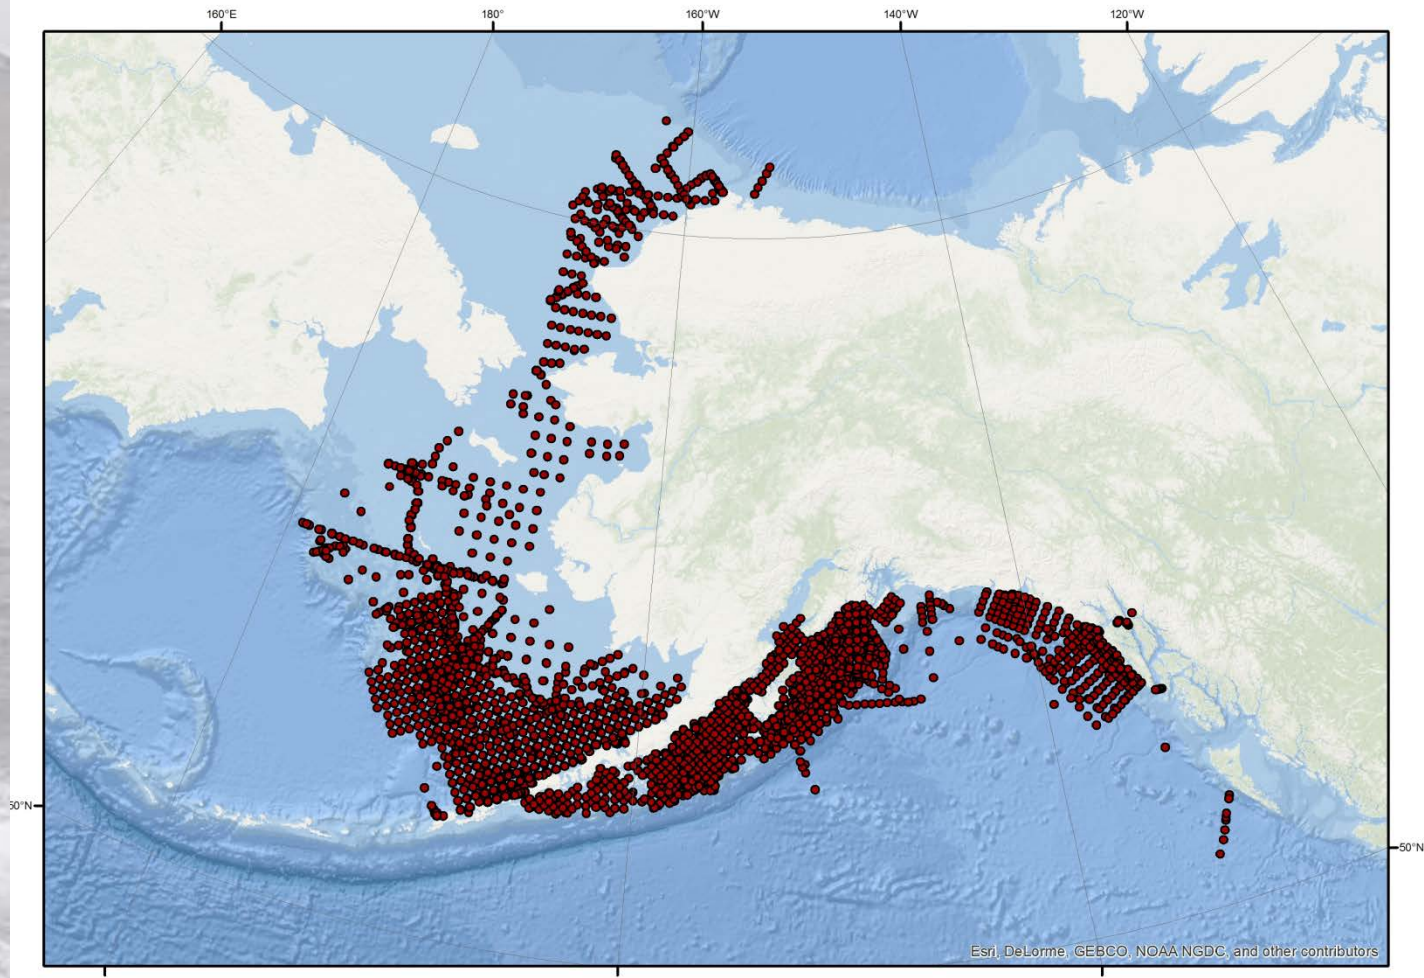 160°E 180° 160°W 140°W 120°W
50°N
50°N
Esri, DeLorme, GEBCO, NOAA NGDC, and other contributors